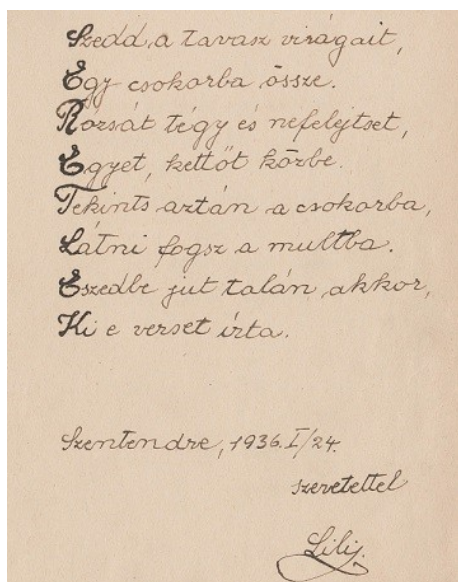 Szedd a tavasz virágait,
Egy csokorba össze.
Rózsát tégy és nefelejtset,
Egyet, kettőt közbe.
Tekints aztán a csokorba,
Látni fogsz a multba.
Eszedbe jut talán akkor,
Ki e verset írta.
Szentendre, 1936. I/24.
szeretettel
Lilij.